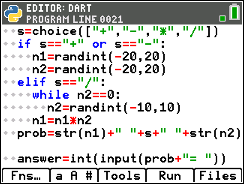 EDITOR: DART
PROGRAM LINE 0021
s=choice(["+","-","*","/"])
if s=="+" or s=="-":
n1=randint(-20,20)
n2=randint(-20,20)
elif s=="/":
while n2==0:
n2=randint(-10,10)
n1=n1*n2
prob=str(n1)+" "+s+" "+str(n2)
answer=int(input(prob+"= "))
Fns… a A # Tools Run Files